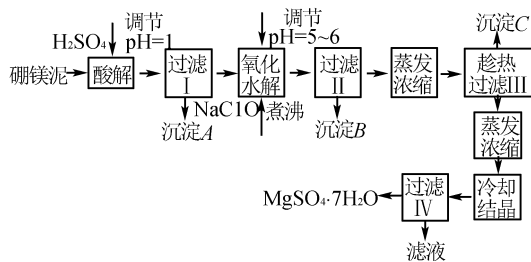 调节
H₂SO₄ pH=1
调节
pH=5~6
沉淀C
硼镁泥
酸解
过滤
I
氧化
水解
过滤
II
蒸发
浓缩
趁热
过滤III
NaClO 煮沸
沉淀A
沉淀B
蒸发
浓缩
MgSO₄·7H₂O
过滤
IV
冷却
结晶
滤液